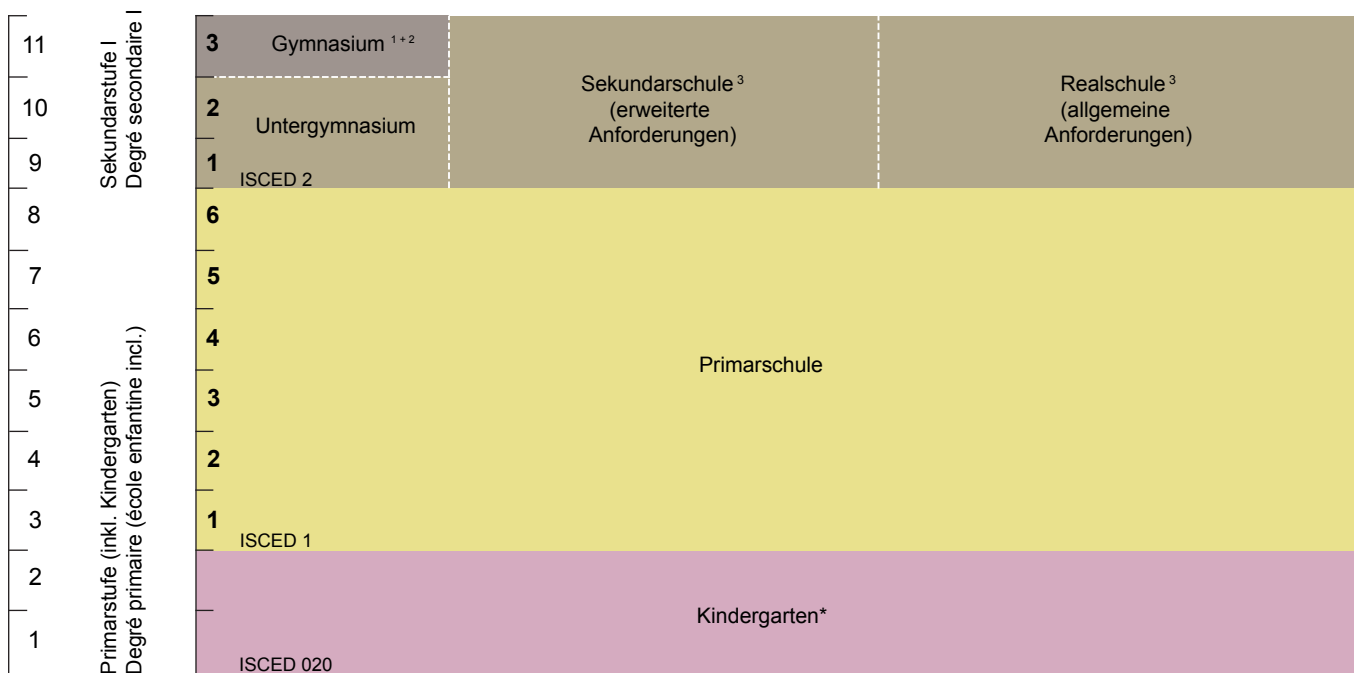 11
10
9
8
7
6
5
4
3
2
1
Sekundarstufe I
Degré secondaire I
Primarstufe (inkl. Kindergarten)
Degré primaire (école enfantine incl.)
3
2
1
6
5
4
3
2
1
Gymnasium 1 + 2
Untergymnasium
ISCED 2
Sekundarschule 3
(erweiterte
Anforderungen)
Realschule 3
(allgemeine
Anforderungen)
Primarschule
ISCED 1
Kindergarten*
ISCED 020